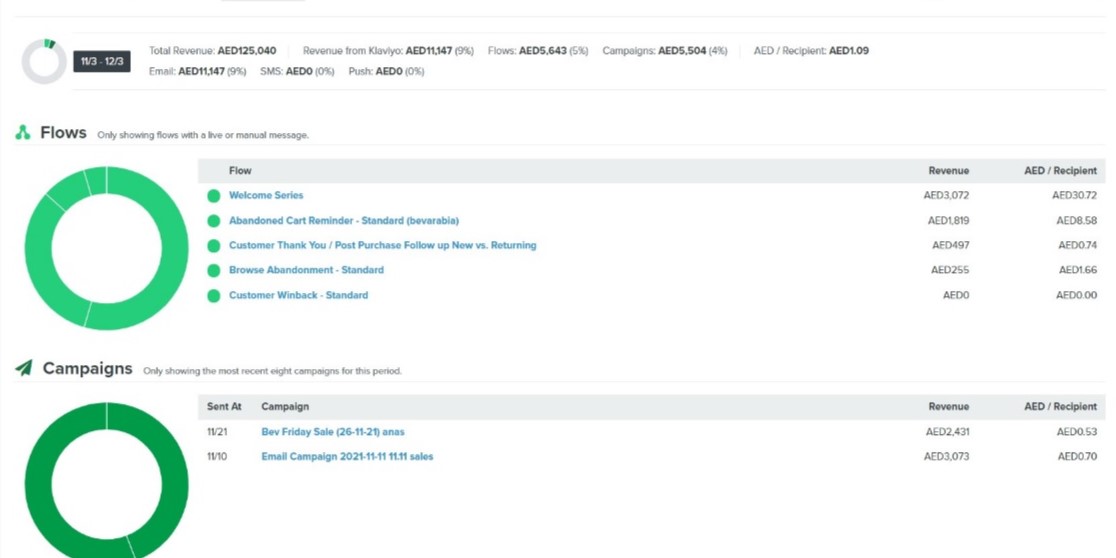 Total Revenue: AED125,040 Revenue from Klaviyo: AED11,147 (9%) Flows: AED5,643 (5%) Campaigns: AED5,504 (4%) AED / Recipient: AED1.09
11/3 - 12/3
Email: AED11,147 (9%) SMS: AED0 (0%) Push: AED0 (0%)
Flows Only showing flows with a live or manual message.
Flow Revenue AED / Recipient
Welcome Series AED3,072 AED30.72
Abandoned Cart Reminder - Standard (bevarabia) AED1,819 AED8.58
Customer Thank You / Post Purchase Follow up New vs. Returning AED497 AED0.74
Browse Abandonment - Standard AED255 AED1.66
Customer Winback - Standard AED0 AED0.00
Campaigns Only showing the most recent eight campaigns for this period.
Sent At Campaign Revenue AED / Recipient
11/21 Bev Friday Sale (26-11-21) anas AED2,431 AED0.53
11/10 Email Campaign 2021-11-11 11.11 sales AED3,073 AED0.70